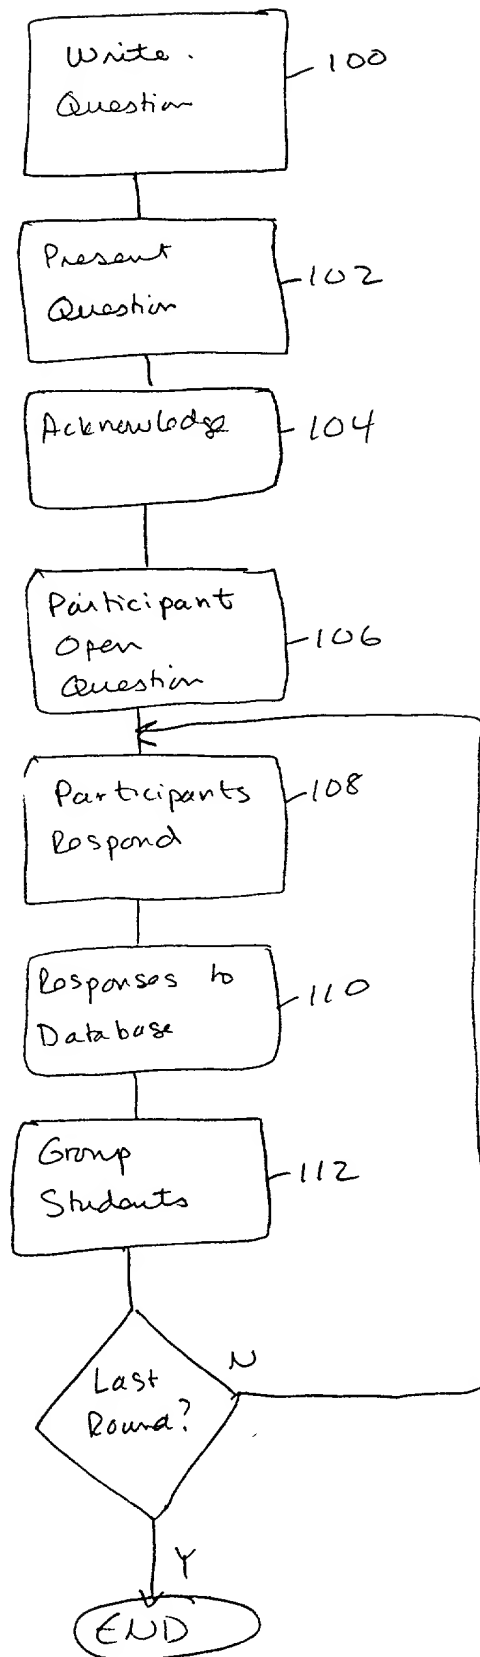 Write.
Question
100
Present
Question
102
Acknowledge
104
Participant
Open
Question
106
Participants
Respond
108
Responses to
Database
110
Group
Students
112
Last
Round?
N
Y
END